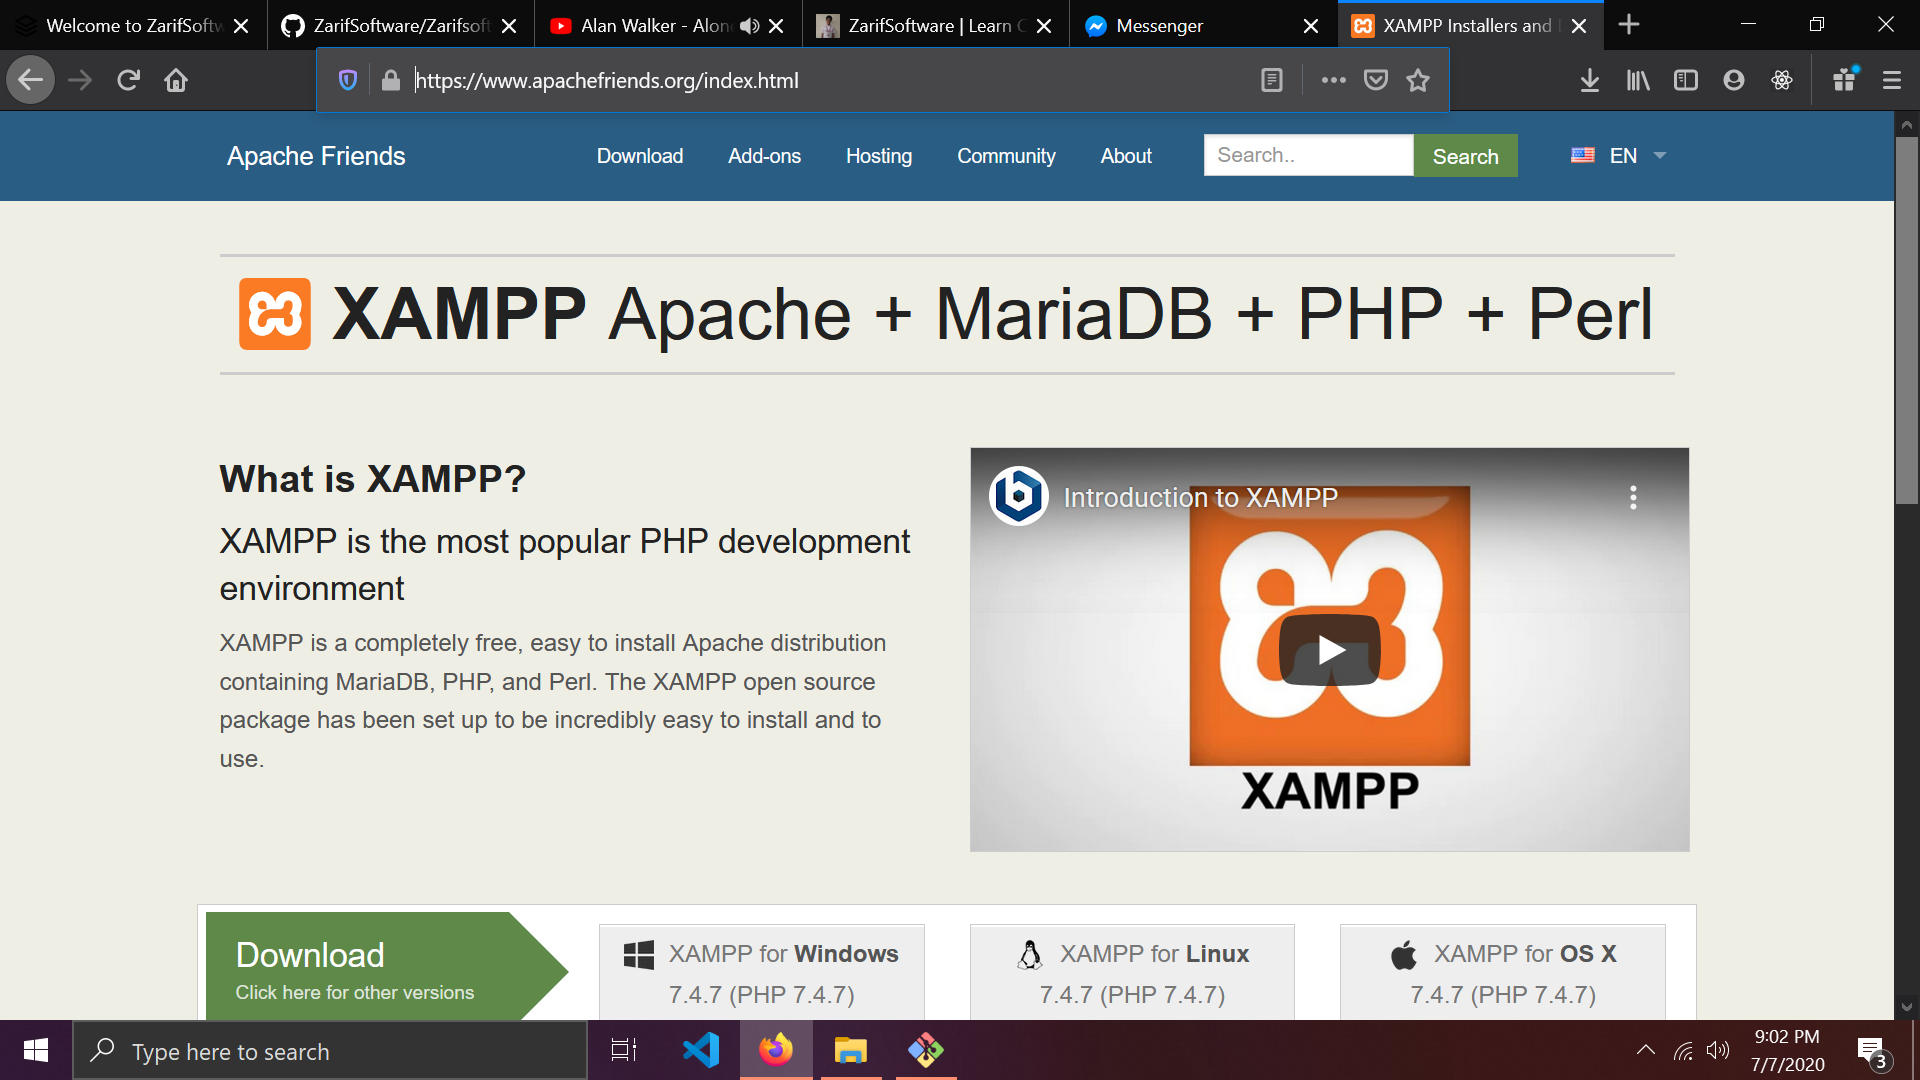 Welcome to ZarifSoftw
ZarifSoftware/Zarifsoft
Alan Walker - Alon
ZarifSoftware | Learn C
Messenger
XAMPP Installers and
https://www.apachefriends.org/index.html
Apache Friends
Download
Add-ons
Hosting
Community
About
Search..
Search
EN
XAMPP Apache + MariaDB + PHP + Perl
What is XAMPP?
XAMPP is the most popular PHP development
environment
XAMPP is a completely free, easy to install Apache distribution
containing MariaDB, PHP, and Perl. The XAMPP open source
package has been set up to be incredibly easy to install and to
use.
Introduction to XAMPP
XAMPP
Download
Click here for other versions
XAMPP for Windows
7.4.7 (PHP 7.4.7)
XAMPP for Linux
7.4.7 (PHP 7.4.7)
XAMPP for OS X
7.4.7 (PHP 7.4.7)
Type here to search
9:02 PM
7/7/2020
3